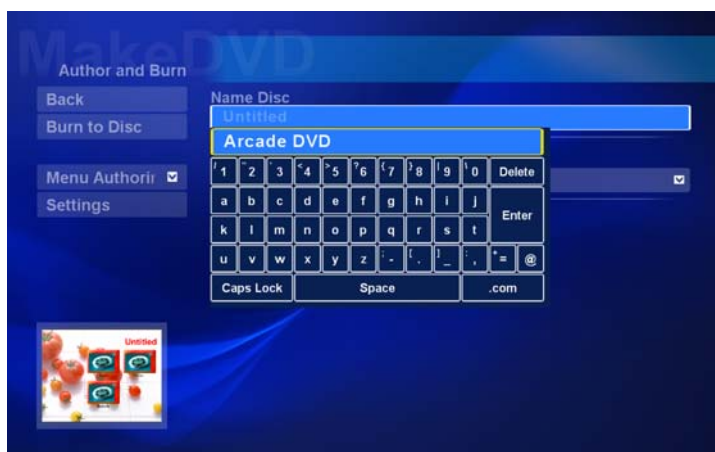 MakeDVD
Author and Burn
Back
Burn to Disc
Menu Authorir
Settings
Name Disc
Untitled
Arcade DVD
1 2 3 4 5 6 7 8 9 0 Delete
a b c d e f g h i j
Enter
k l m n o p q r s t
u v w x y z - . _ , = @
Caps Lock Space .com
Untitled